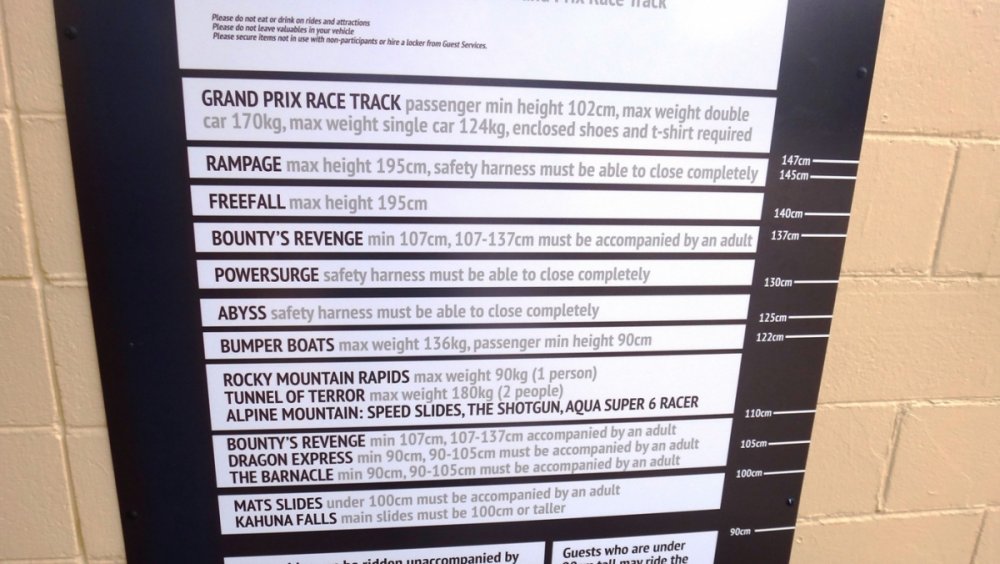 Prix Race Track
Please do not eat or drink on rides and attractions
Please do not leave valuables in your vehicle
Please secure items not in use with non-participants or hire a locker from Guest Services.
GRAND PRIX RACE TRACK passenger min height 102cm, max weight double
car 170kg, max weight single car 124kg, enclosed shoes and t-shirt required
RAMPAGE max height 195cm, safety harness must be able to close completely
147cm
145cm
FREEFALL max height 195cm
140cm
BOUNTY'S REVENGE min 107cm, 107-137cm must be accompanied by an adult
137cm
POWERSURGE safety harness must be able to close completely
130cm
ABYSS safety harness must be able to close completely
125cm
BUMPER BOATS max weight 136kg, passenger min height 90cm
122cm
ROCKY MOUNTAIN RAPIDS max weight 90kg (1 person)
TUNNEL OF TERROR max weight 180kg (2 people)
ALPINE MOUNTAIN: SPEED SLIDES, THE SHOTGUN, AQUA SUPER 6 RACER
110cm
BOUNTY'S REVENGE min 107cm, 107-137cm accompanied by an adult
DRAGON EXPRESS min 90cm, 90-105cm must be accompanied by an adult
THE BARNACLE min 90cm, 90-105cm must be accompanied by an adult
105cm
100cm
MATS SLIDES under 100cm must be accompanied by an adult
KAHUNA FALLS main slides must be 100cm or taller
90cm
be ridden unaccompanied by
Guests who are under
tall may ride the